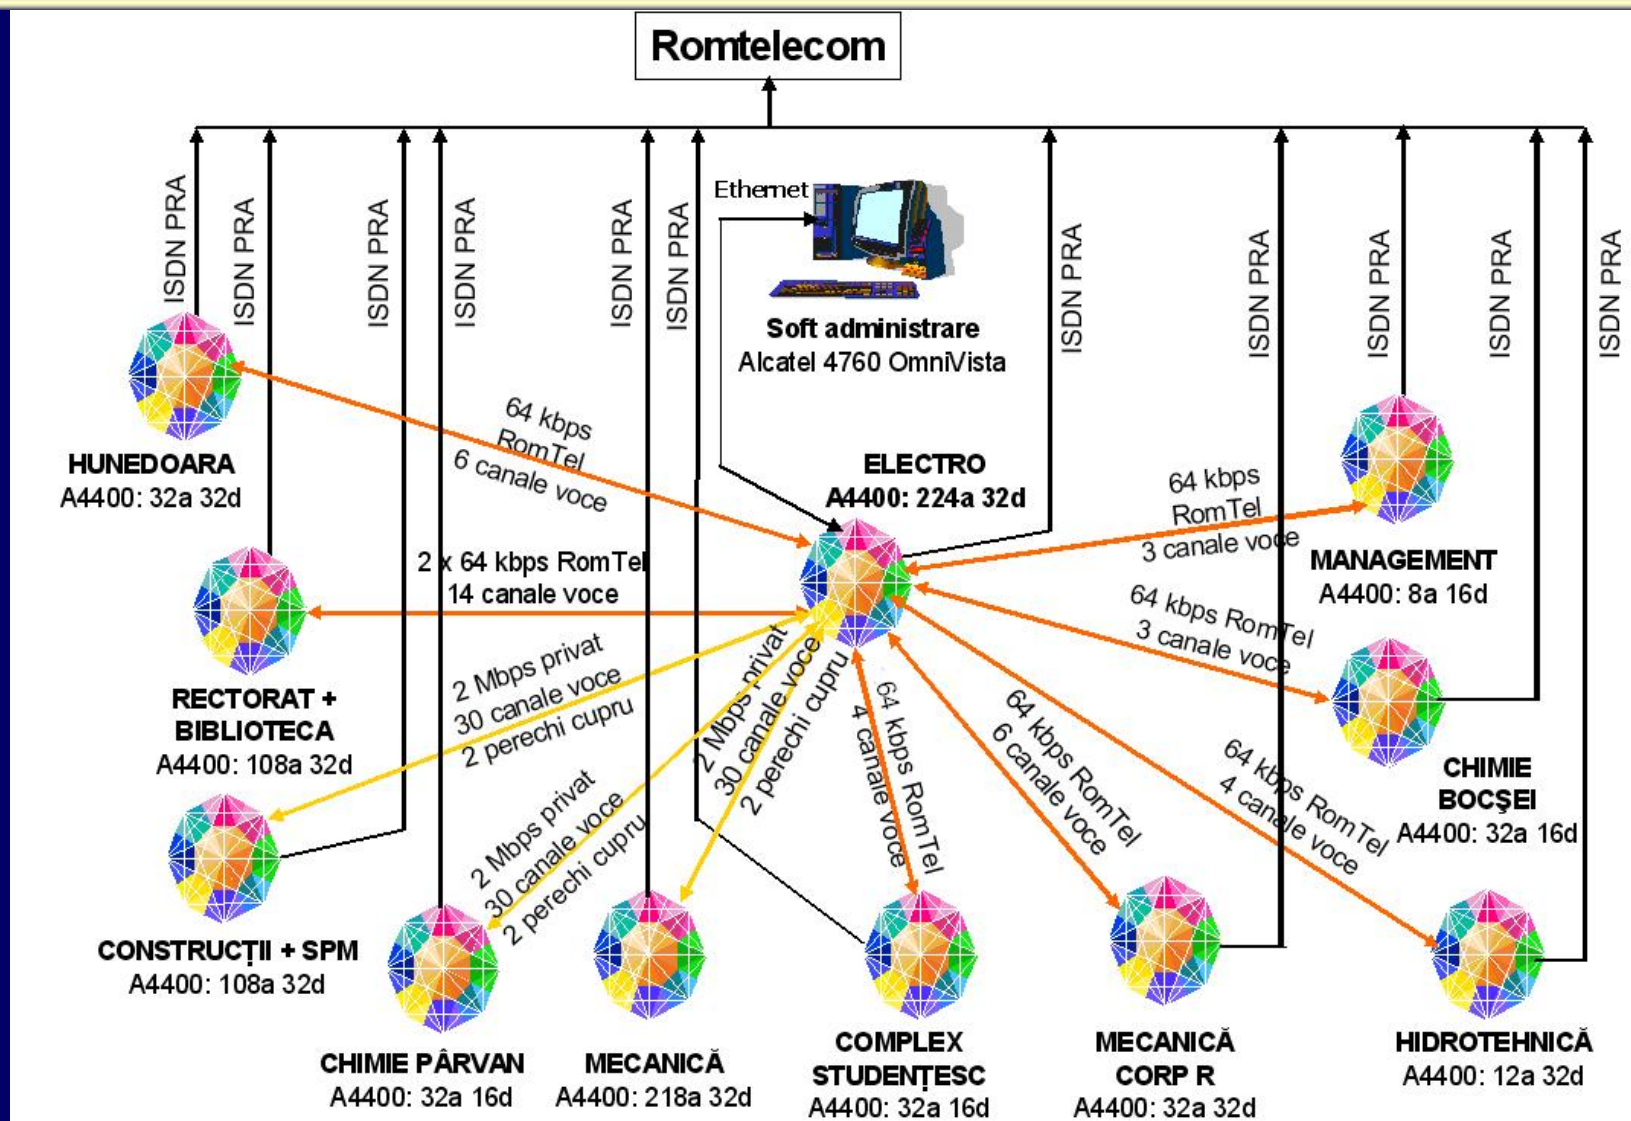 Romtelecom
ISDN PRA
ISDN PRA
ISDN PRA
ISDN PRA
ISDN PRA
ISDN PRA
ISDN PRA
ISDN PRA
ISDN PRA
ISDN PRA
ISDN PRA
Ethernet
Soft administrare
Alcatel 4760 OmniVista
HUNEDOARA
A4400: 32a 32d
64 kbps
RomTel
6 canale voce
ELECTRO
A4400: 224a 32d
64 kbps
RomTel
3 canale voce
MANAGEMENT
A4400: 8a 16d
2 x 64 kbps RomTel
14 canale voce
RECTORAT +
BIBLIOTECA
A4400: 108a 32d
64 kbps RomTel
3 canale voce
CHIMIE
BOCŞEI
A4400: 32a 16d
2 Mbps privat
30 canale voce
2 perechi cupru
2 Mbps privat
30 canale voce
2 perechi cupru
2 Mbps privat
30 canale voce
2 perechi cupru
64 kbps RomTel
4 canale voce
64 kbps RomTel
6 canale voce
64 kbps RomTel
4 canale voce
CONSTRUCŢII + SPM
A4400: 108a 32d
CHIMIE PÂRVAN
A4400: 32a 16d
MECANICĂ
A4400: 218a 32d
COMPLEX
STUDENŢESC
A4400: 32a 16d
MECANICĂ
CORP R
A4400: 32a 32d
HIDROTEHNICĂ
A4400: 12a 32d